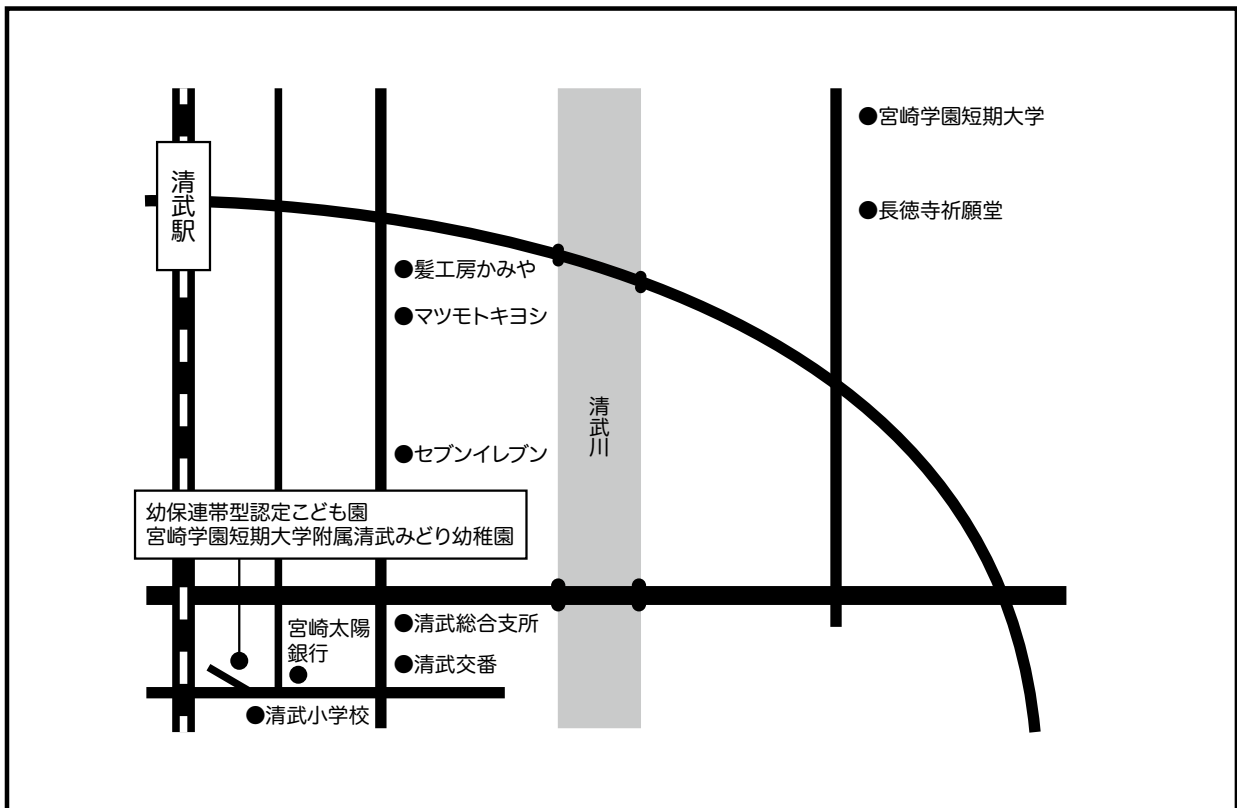 ●宮崎学園短期大学
清武駅
●長徳寺祈願堂
●髪工房かみや
●マツモトキヨシ
清武川
●セブンイレブン
幼保連帯型認定こども園
宮崎学園短期大学附属清武みどり幼稚園
宮崎太陽
銀行
●清武総合支所
●清武交番
●清武小学校